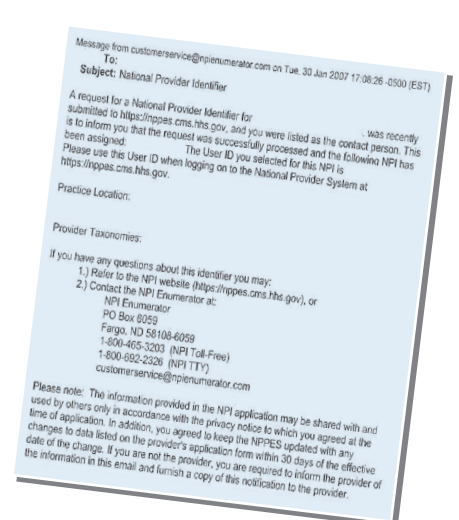 Message from customerservice@npienumerator.com on Tue, 30 Jan 2007 17:08:26 -0500 (EST)
To:
Subject: National Provider Identifier
A request for a National Provider Identifier for , was recently
submitted to https://nppes.cms.hhs.gov, and you were listed as the contact person. This
is to inform you that the request was successfully processed and the following NPI has
been assigned: The User ID you selected for this NPI is
Please use this User ID when logging on to the National Provider System at
https://nppes.cms.hhs.gov.
Practice Location:
Provider Taxonomies:
If you have any questions about this identifier you may:
1.) Refer to the NPI website (https://nppes.cms.hhs.gov), or
2.) Contact the NPI Enumerator at:
NPI Enumerator
PO Box 6059
Fargo, ND 58108-6059
1-800-465-3203 (NPI Toll-Free)
1-800-692-2326 (NPI TTY)
customerservice@npienumerator.com
Please note: The information provided in the NPI application may be shared with and
used by others only in accordance with the privacy notice to which you agreed at the
time of application. In addition, you agreed to keep the NPPES updated with any
changes to data listed on the provider's application form within 30 days of the effective
date of the change. If you are not the provider, you are required to inform the provider of
the information in this email and furnish a copy of this notification to the provider.